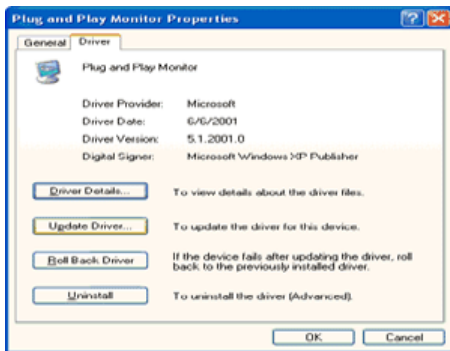 Plug and Play Monitor Properties
General Driver
Plug and Play Monitor
Driver Provider: Microsoft
Driver Date: 6/6/2001
Driver Version: 5.1.2001.0
Digital Signer: Microsoft Windows XP Publisher
Driver Details... To view details about the driver files.
Update Driver... To update the driver for this device.
Roll Back Driver If the device fails after updating the driver, roll
back to the previously installed driver.
Uninstall To uninstall the driver (Advanced).
OK Cancel